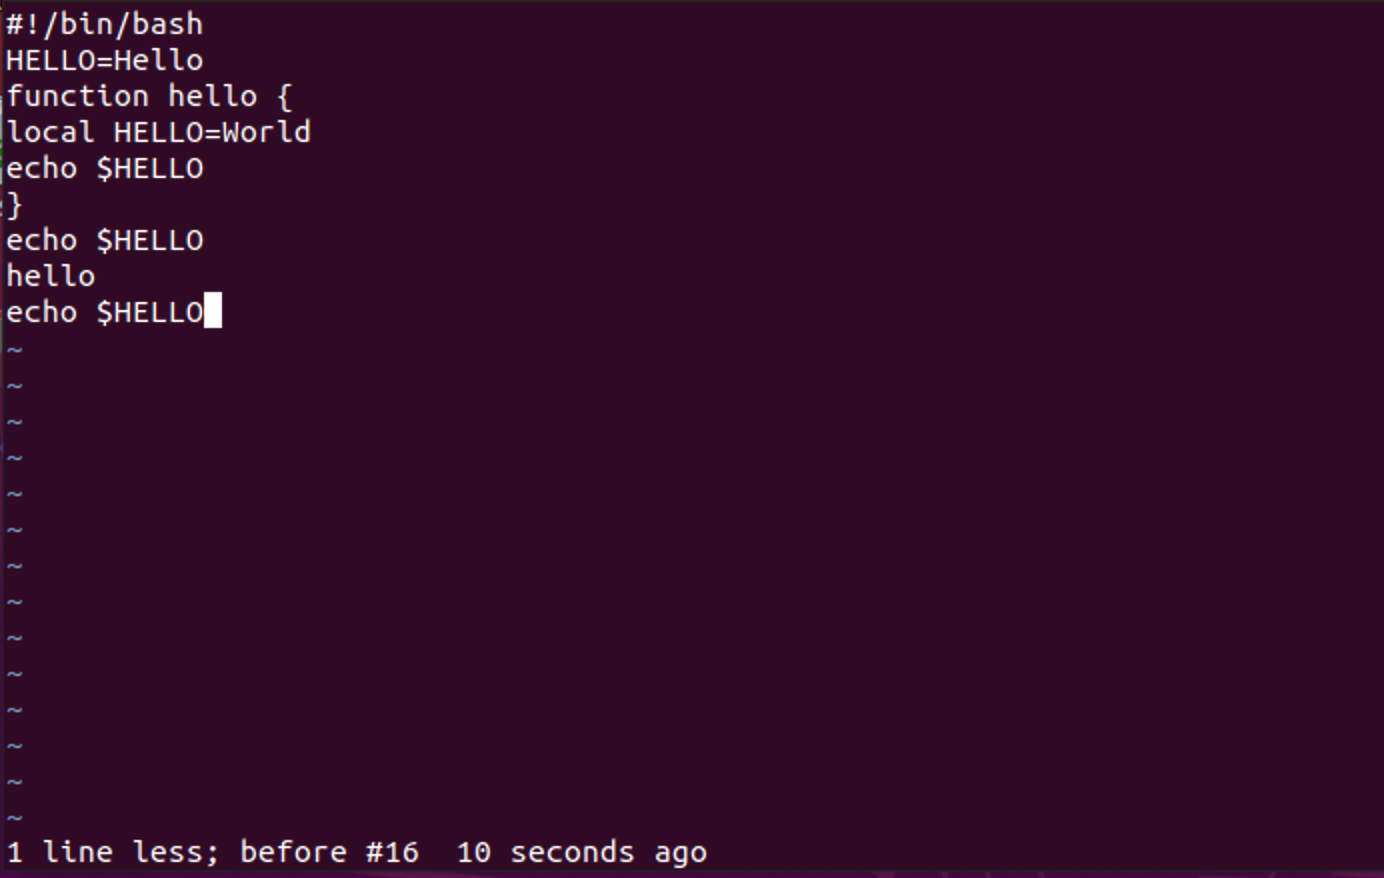 #!/bin/bash
HELLO=Hello
function hello {
local HELLO=World
echo $HELLO
}
echo $HELLO
hello
echo $HELLO
~
~
~
~
~
~
~
~
~
~
~
~
~
~
1 line less; before #16  10 seconds ago